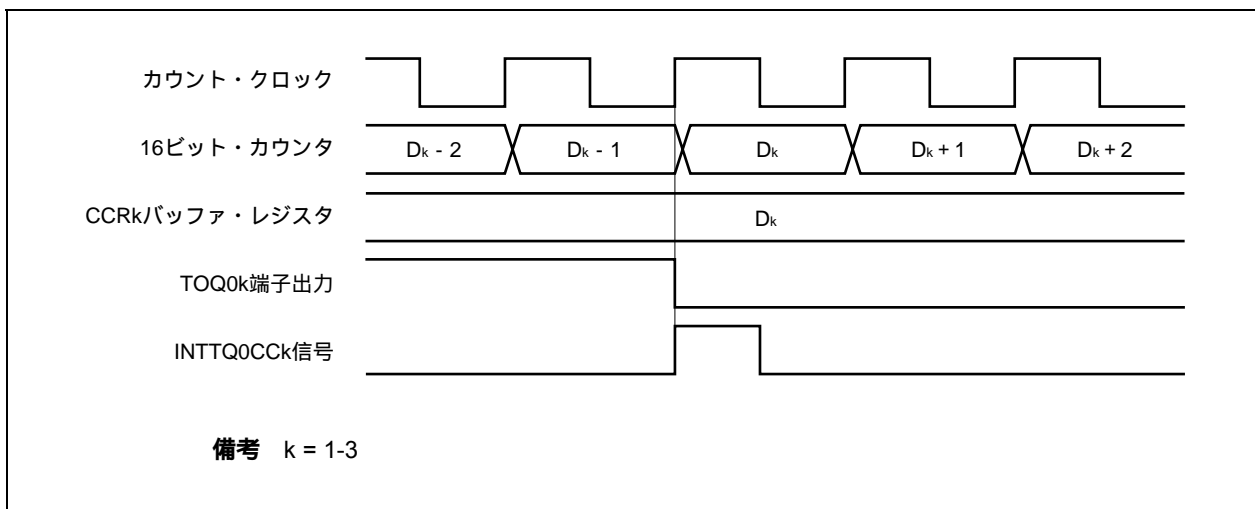 カウント・クロック
16ビット・カウンタ Dk - 2 Dk - 1 Dk Dk + 1 Dk + 2
CCRkバッファ・レジスタ Dk
TOQ0k端子出力
INTTQ0CCk信号
備考 k = 1-3